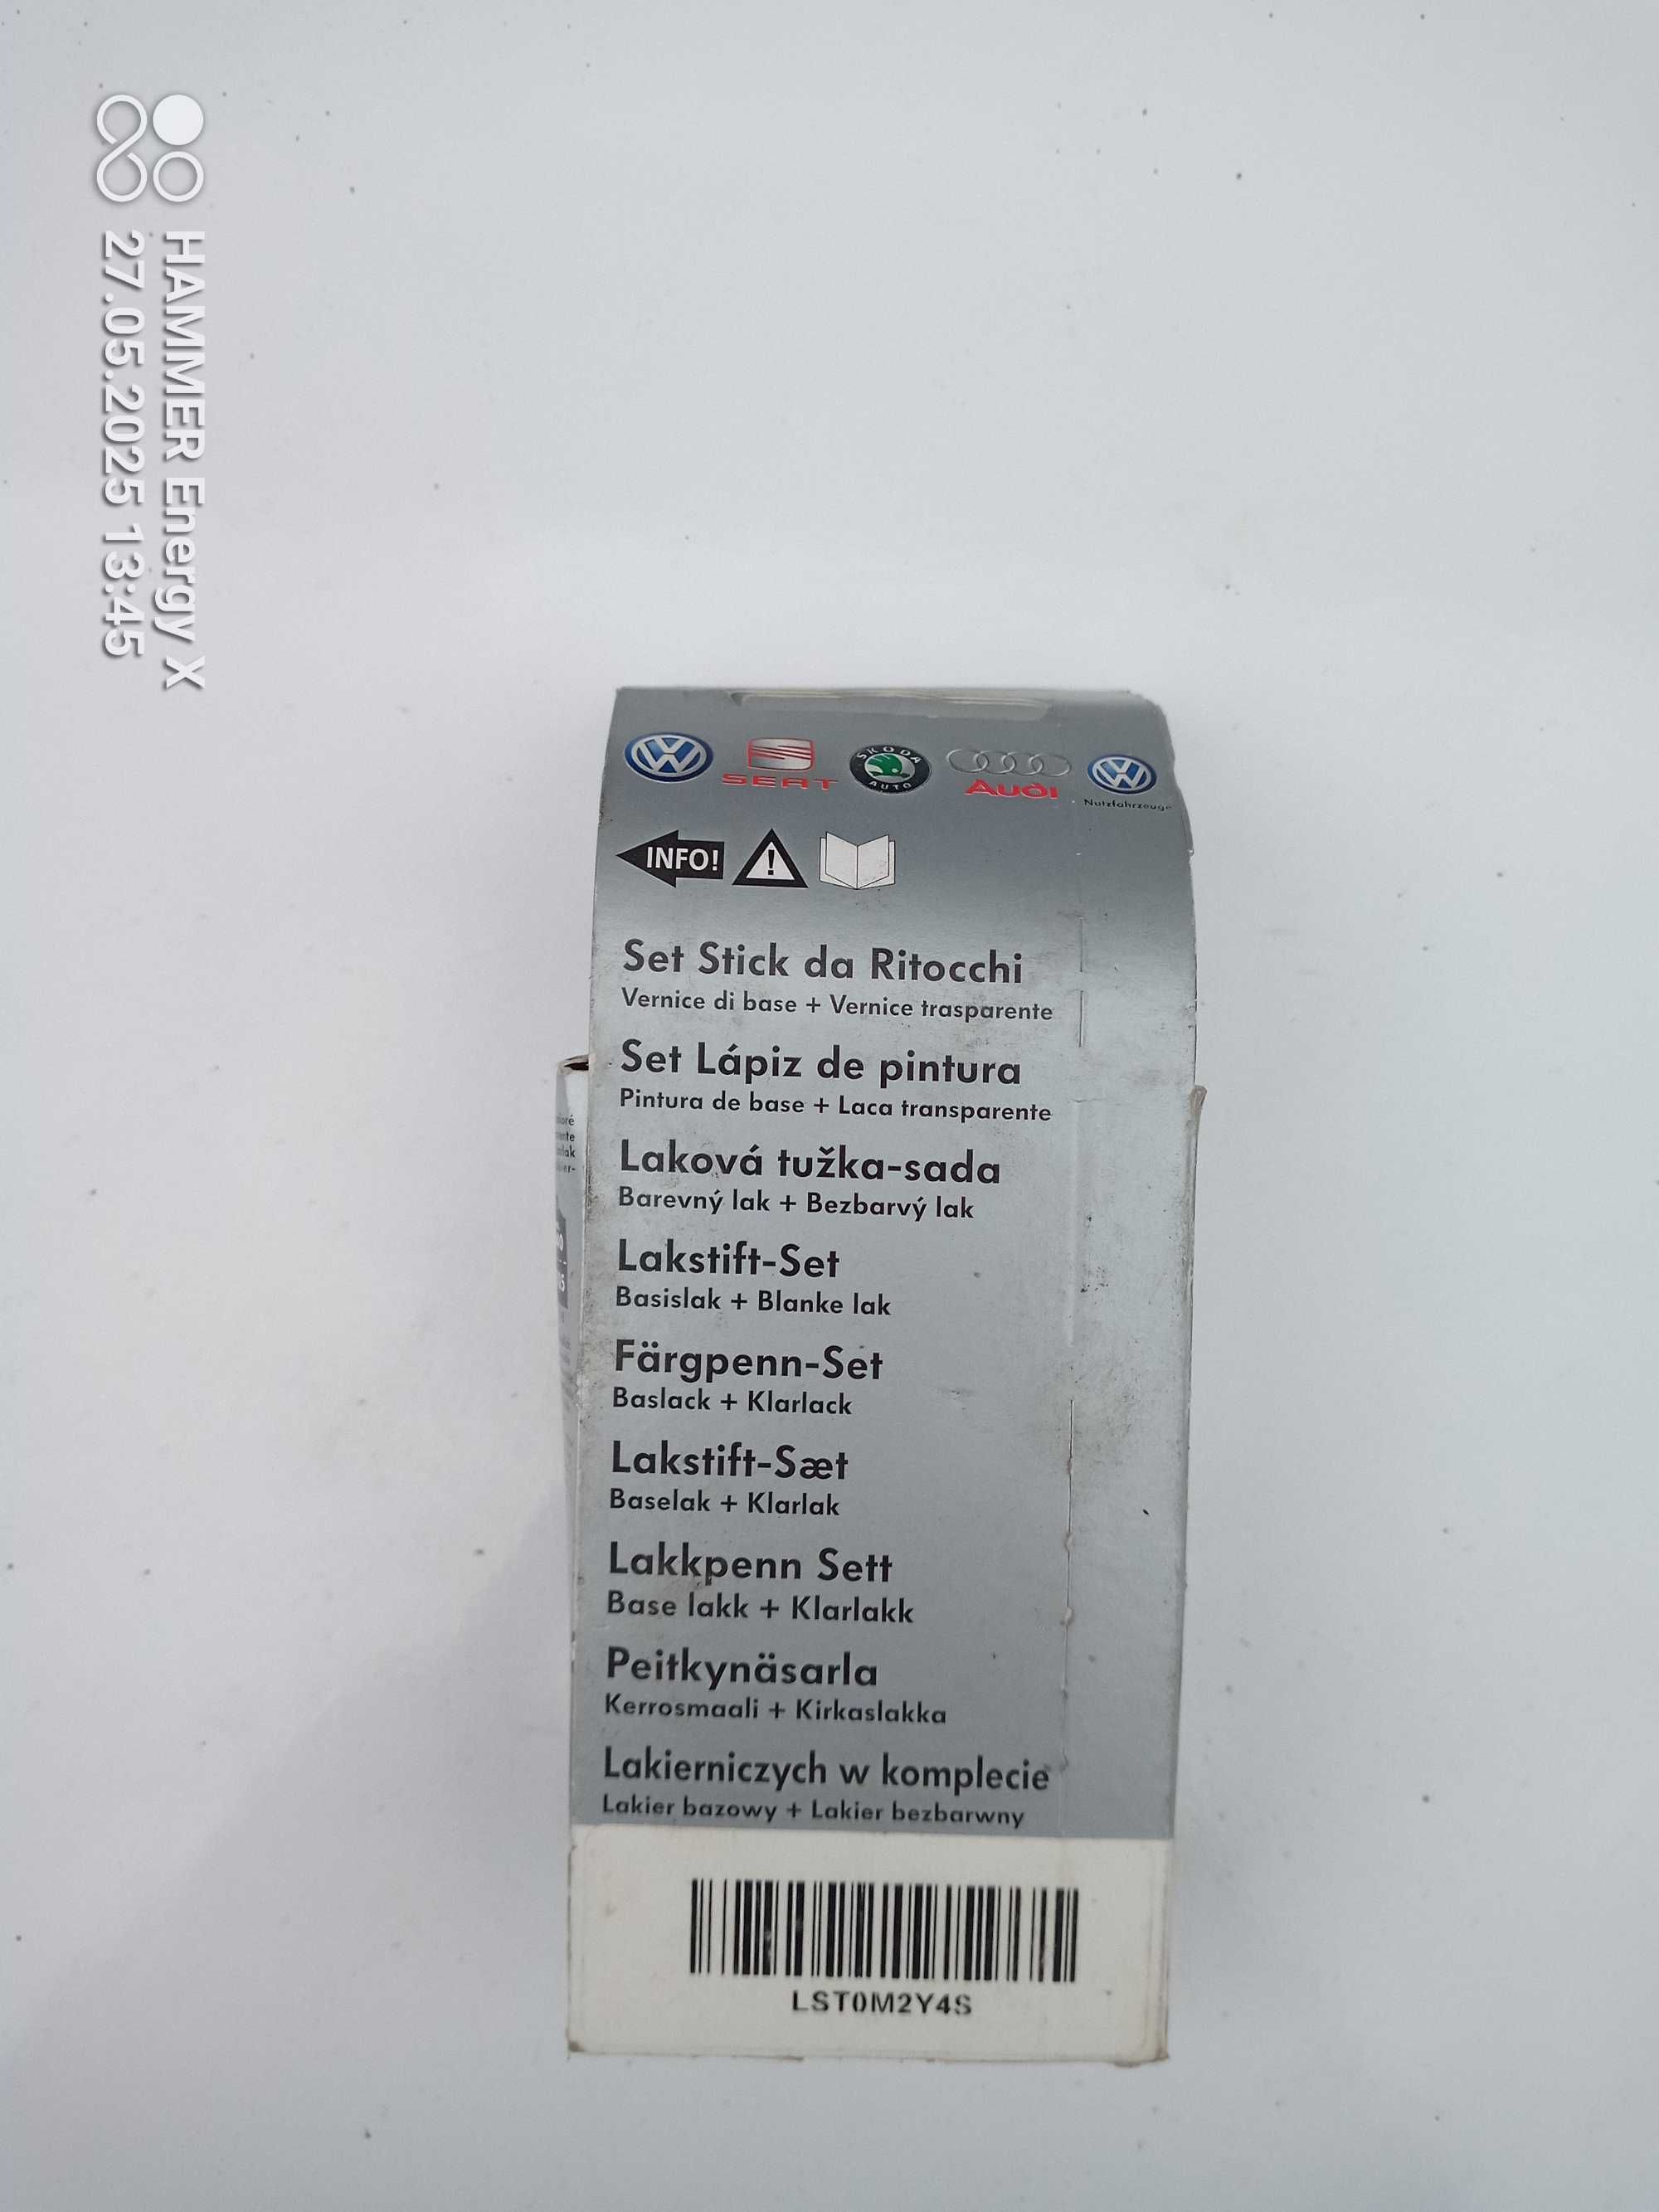 HAMMER Energy X
27.05.2025 13:45
SEAT
SKODA
AUTO
Audi
Nutzfahrzeuge
INFO!
Set Stick da Ritocchi
Vernice di base + Vernice trasparente
Set Lápiz de pintura
Pintura de base + Laca transparente
Laková tužka-sada
Barevný lak + Bezbarvý lak
Lakstift-Set
Basislak + Blanke lak
Färgpenn-Set
Baslack + Klarlack
Lakstift-Sæt
Baselak + Klarlak
Lakkpenn Sett
Base lakk + Klarlakk
Peitkynäsarla
Kerrosmaali + Kirkaslakka
Lakierniczych w komplecie
Lakier bazowy + Lakier bezbarwny
LST0M2Y4S